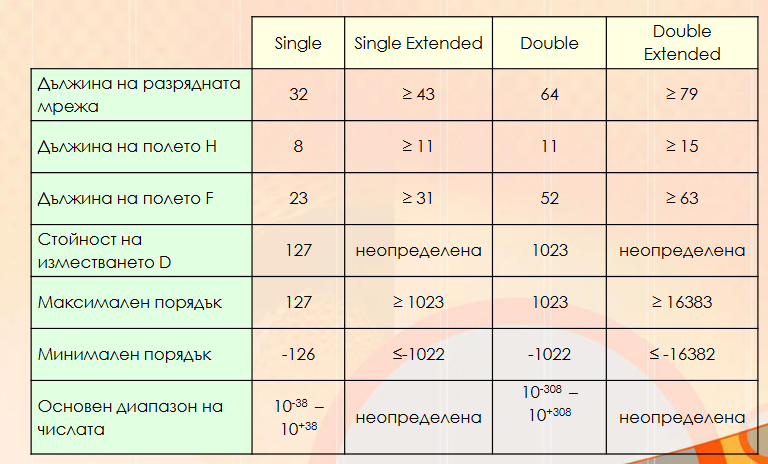 Single Single Extended Double Double
Extended
Дължина на разрядната
мрежа 32 ≥ 43 64 ≥ 79
Дължина на полето H 8 ≥ 11 11 ≥ 15
Дължина на полето F 23 ≥ 31 52 ≥ 63
Стойност на
изместването D 127 неопределена 1023 неопределена
Максимален порядък 127 ≥ 1023 1023 ≥ 16383
Минимален порядък -126 ≤-1022 -1022 ≤ -16382
Основен диапазон на
числата 10-38 –
10+38 неопределена 10-308 –
10+308 неопределена